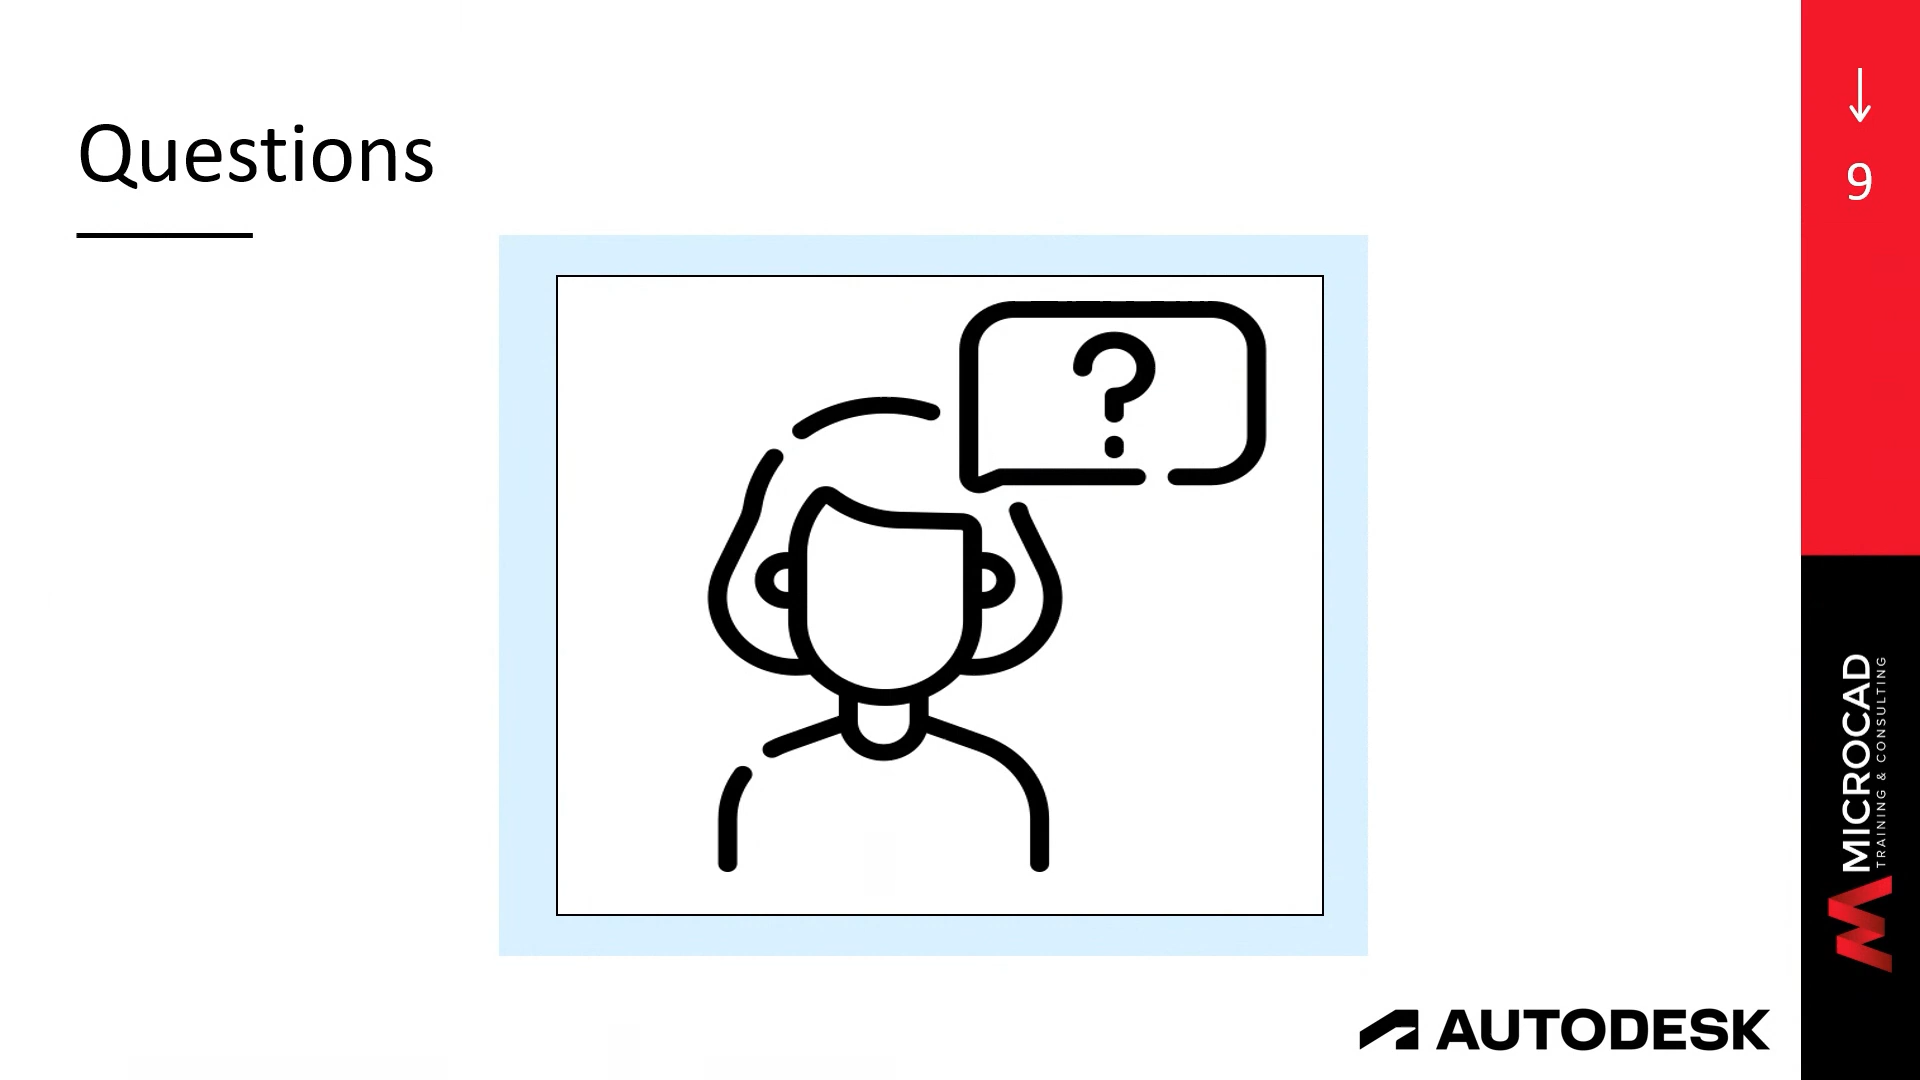 Questions
9
?
MICROCAD
TRAINING & CONSULTING
AUTODESK